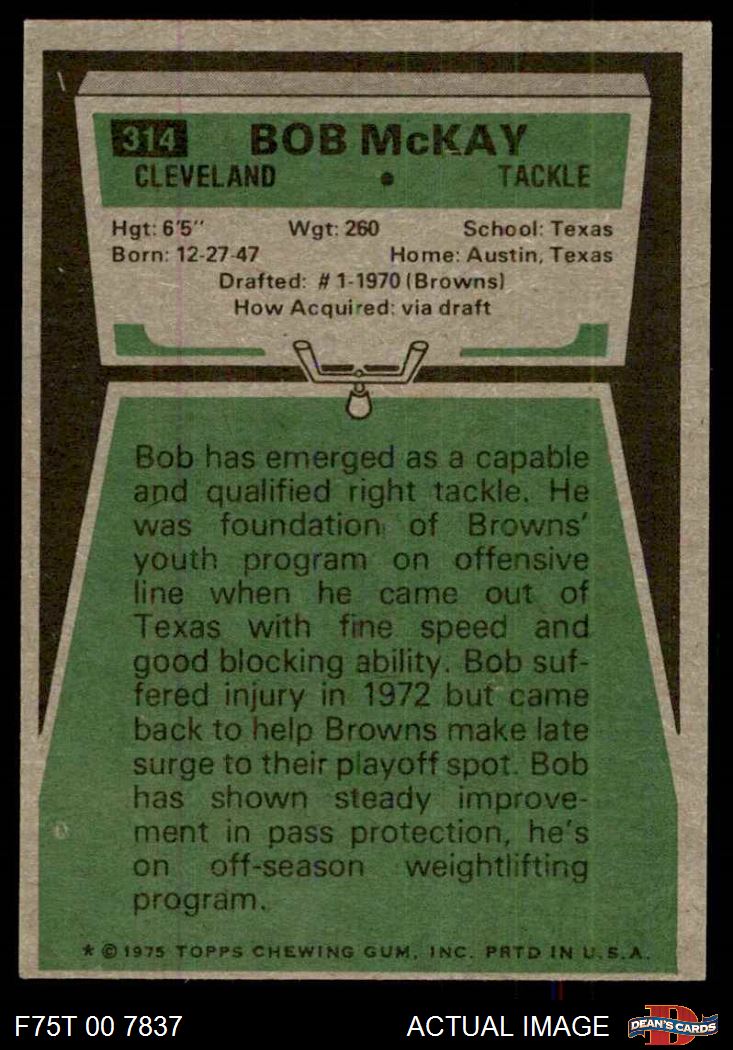 314 BOB McKAY
CLEVELAND • TACKLE
Hgt: 6'5" Wgt: 260 School: Texas
Born: 12-27-47 Home: Austin, Texas
Drafted: #1-1970 (Browns)
How Acquired: via draft
Bob has emerged as a capable
and qualified right tackle. He
was foundation of Browns'
youth program on offensive
line when he came out of
Texas with fine speed and
good blocking ability. Bob suf-
fered injury in 1972 but came
back to help Browns make late
surge to their playoff spot. Bob
has shown steady improve-
ment in pass protection, he's
on off-season weightlifting
program.
* © 1975 TOPPS CHEWING GUM, INC. PRTD IN U.S.A.
F75T 00 7837 ACTUAL IMAGE DEAN'S CARDS